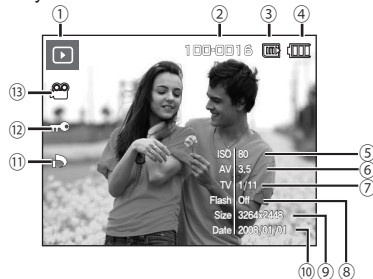 ① ② ③ ④
100-0016
⑬
⑫
⑪
ISO 80 ⑤
AV 3.5 ⑥
TV 1/11 ⑦
Flash Off
Size 3264x2448
Date 2008/01/01
⑩ ⑨ ⑧